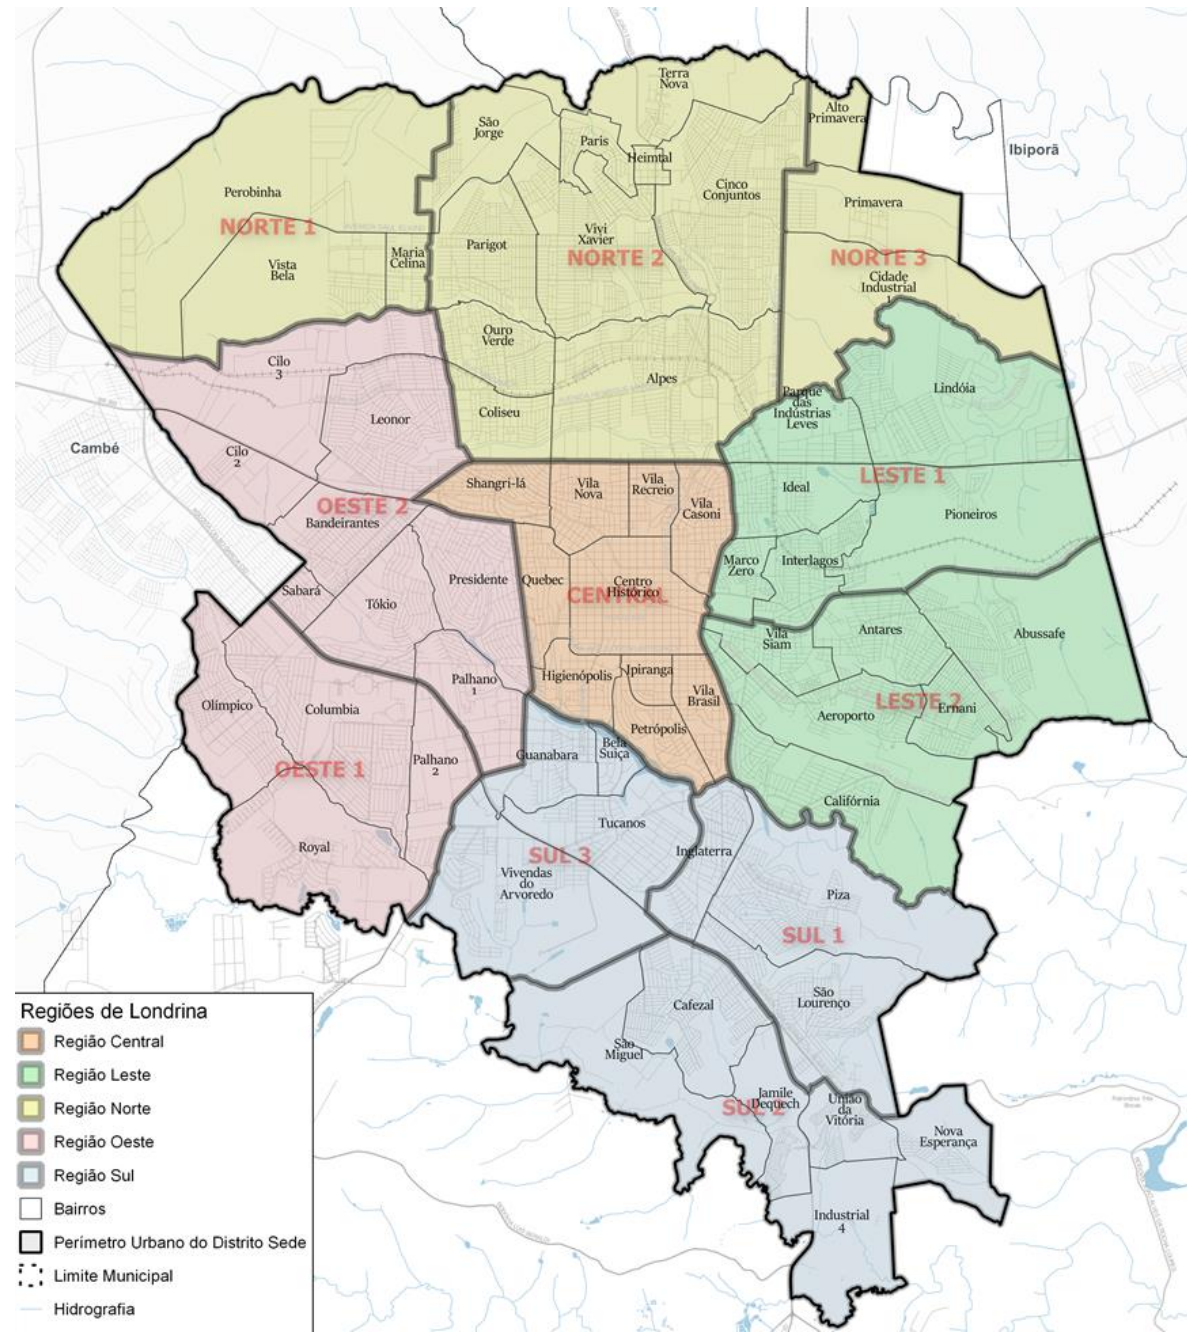 Terra
Nova
Alto
Primavera
São
Jorge
Paris
Heimtal
Ibiporã
Cinco
Conjuntos
Perobinha
Primavera
NORTE 1
Vivi
Xavier
Parigot
Maria
Celina
NORTE 2
NORTE 3
Vista
Bela
Cidade
Industrial
1
Ouro
Verde
Cilo
3
Alpes
Lindóia
Parque
das
Indústrias
Leves
Coliseu
Leonor
Cambé
Cilo
2
Shangri-lá
Vila
Nova
Vila
Recreio
Ideal
LESTE 1
OESTE 2
Vila
Casoni
Bandeirantes
Pioneiros
Marco
Zero
Interlagos
Presidente
Quebec
Centro
Histórico
CENTRAL
Sabará
Tókio
Vila
Siam
Antares
Abussafe
Higienópolis
Ipiranga
Palhano
1
Vila
Brasil
Olímpico
Columbia
LESTE 2
Ernani
Aeroporto
Petrópolis
Guanabara
Bela
Suíça
Palhano
2
OESTE 1
Califórnia
Tucanos
Royal
Inglaterra
SUL 3
Vivendas
do
Arvoredo
Piza
SUL 1
São
Lourenço
Cafezal
São
Miguel
Jamile
Dequech
SUL 2
União
da
Vitória
Nova
Esperança
Industrial
4
Regiões de Londrina
Região Central
Região Leste
Região Norte
Região Oeste
Região Sul
Bairros
Perímetro Urbano do Distrito Sede
Limite Municipal
Hidrografia